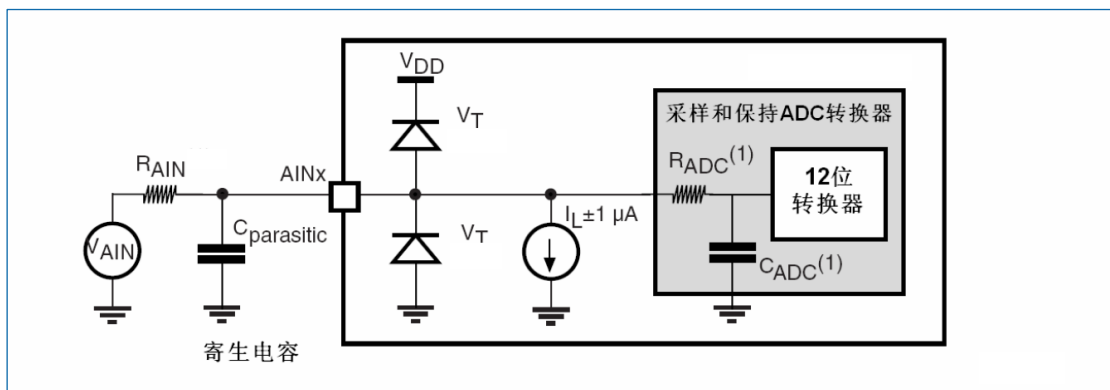 VDD
VT
采样和保持ADC转换器
RAIN
AINx
RADC(1)
12位
转换器
VAIN
Cparasitic
VT
IL±1 μA
CADC(1)
寄生电容